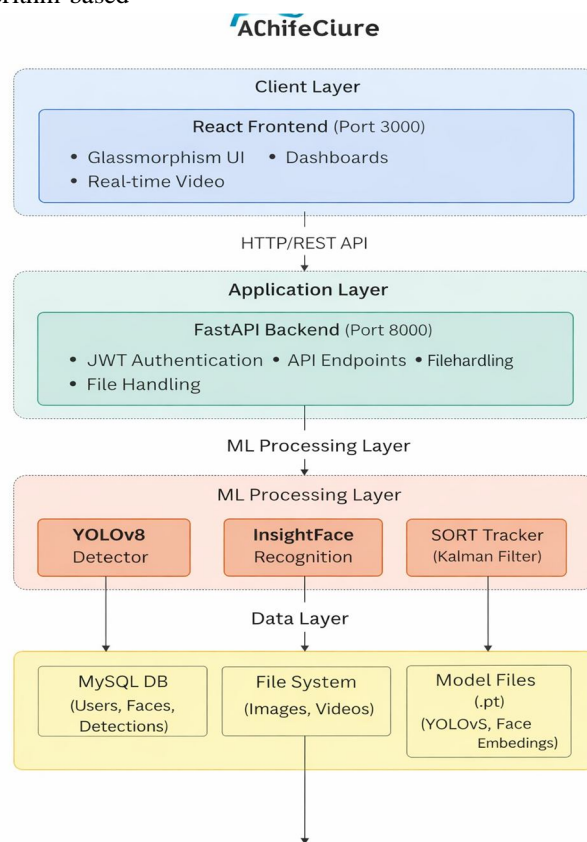 rithm-based
AChifeCiure
Client Layer
React Frontend (Port 3000)
• Glassmorphism UI • Dashboards
• Real-time Video
HTTP/REST API
Application Layer
FastAPI Backend (Port 8000)
• JWT Authentication • API Endpoints • Filehardling
• File Handling
ML Processing Layer
ML Processing Layer
YOLOv8
Detector
InsightFace
Recognition
SORT Tracker
(Kalman Filter)
Data Layer
MySQL DB
(Users, Faces,
Detections)
File System
(Images, Videos)
Model Files
(.pt)
(YOLOvS, Face
Embedings)